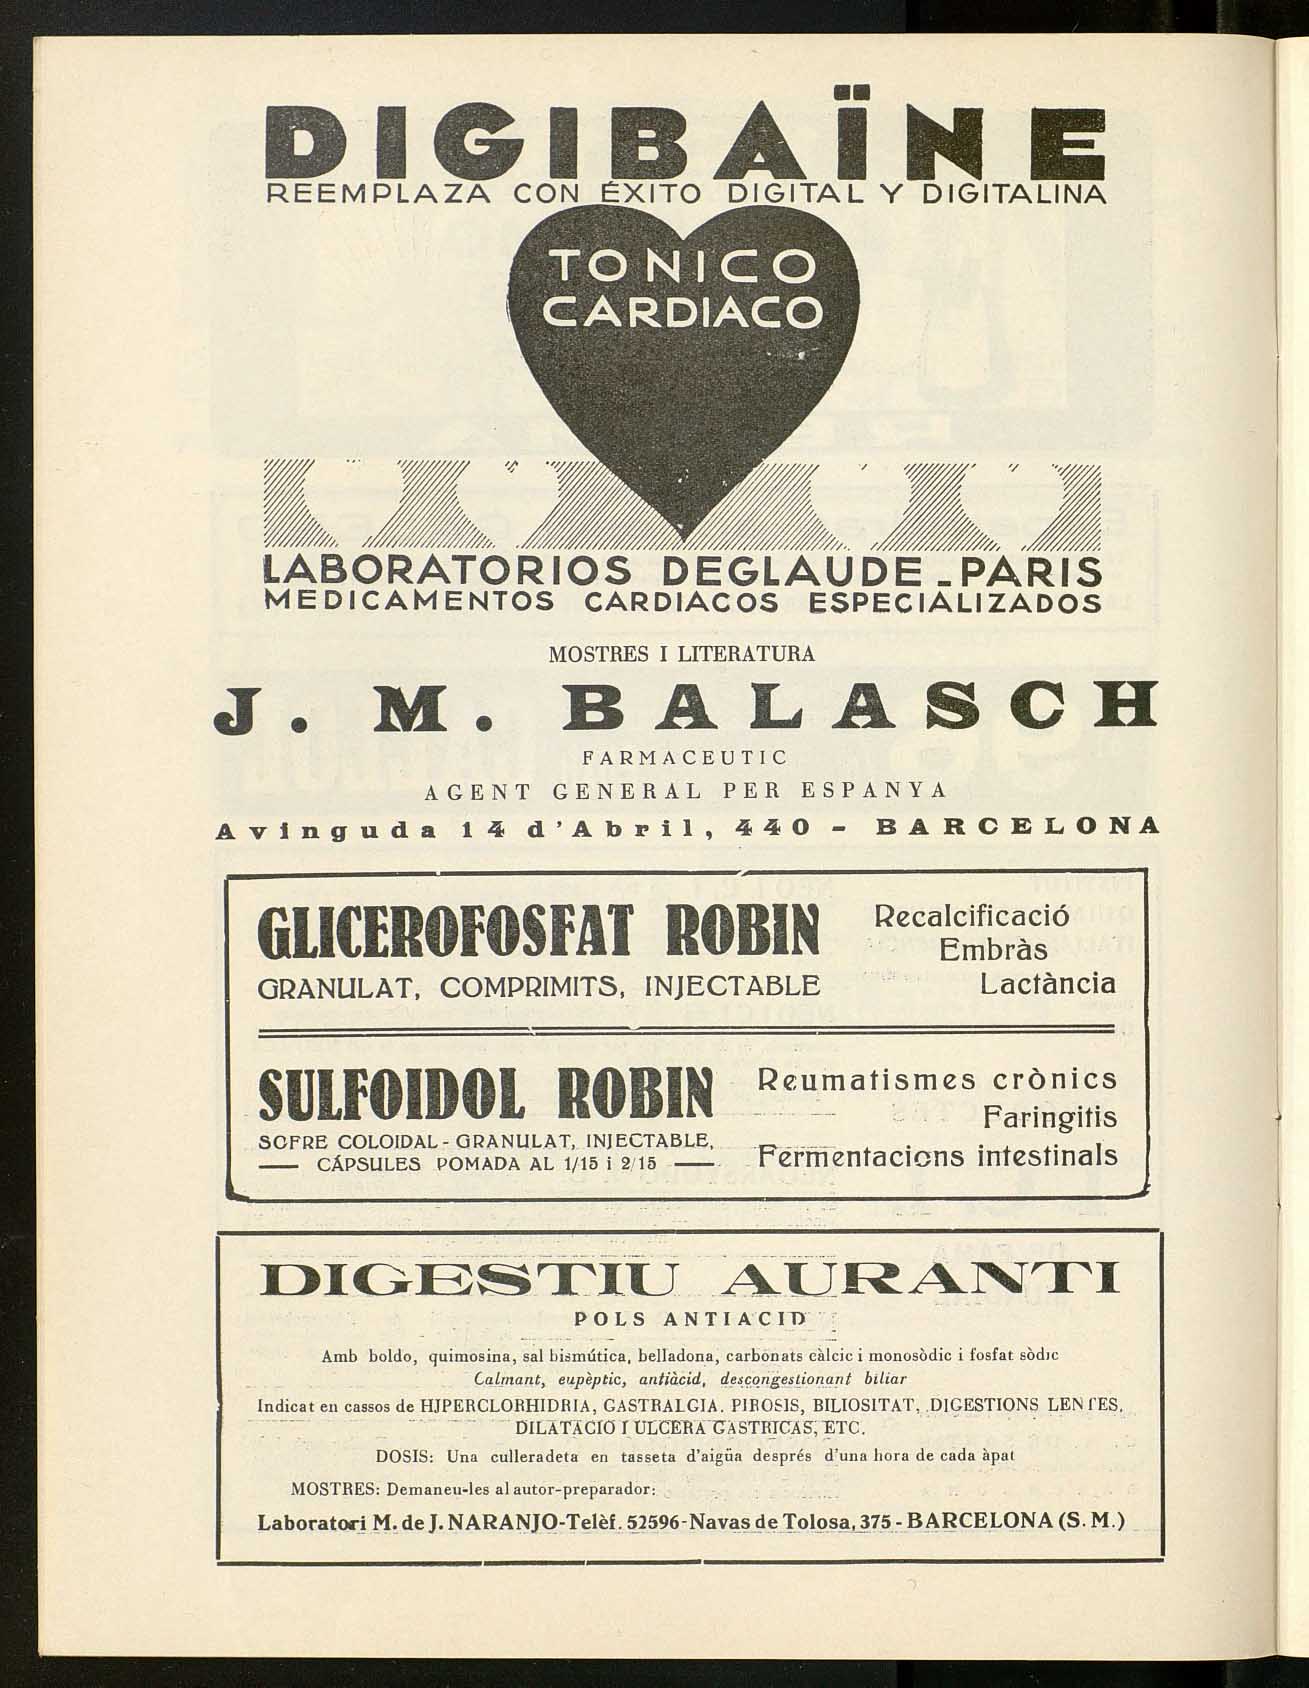 DIGIBAÏNE
REEMPLAZA CON ÉXITO DIGITAL Y DIGITALINA
TONICO
CARDIACO
LABORATORIOS DEGLAUDE - PARIS
MEDICAMENTOS CARDIACOS ESPECIALIZADOS
MOSTRES I LITERATURA
J. M. BALASCH
FARMACEUTIC
AGENT GENERAL PER ESPANYA
Avinguda 14 d'Abril, 440 - BARCELONA
GLICEROFOSFAT ROBIN
GRANULAT, COMPRIMITS, INJECTABLE
Recalcificació
Embràs
Lactància
SULFOIDOL ROBIN
SOFRE COLOIDAL - GRANULAT, INJECTABLE,
— CÁPSULES POMADA AL 1/15 i 2/15 —
Reumatismes crònics
Faringitis
Fermentacions intestinals
DIGESTIU AURANTI
POLS ANTIACID
Amb boldo, quimosina, sal bismútica, belladona, carbonats càlcic i monosòdic i fosfat sòdic
Calmant, eupèptic, antiàcid, descongestionant biliar
Indicat en cassos de HIPERCLORHIDRIA, GASTRALGIA, PIROSIS, BILIOSITAT, DIGESTIONS LENTES,
DILATACIO I ULCERA GASTRICAS, ETC.
DOSIS: Una culleradeta en tasseta d'aigüa després d'una hora de cada àpat
MOSTRES: Demaneu-les al autor-preparador:
Laboratori M. de J. NARANJO-Telèf. 52596-Navas de Tolosa, 375 - BARCELONA (S. M.)